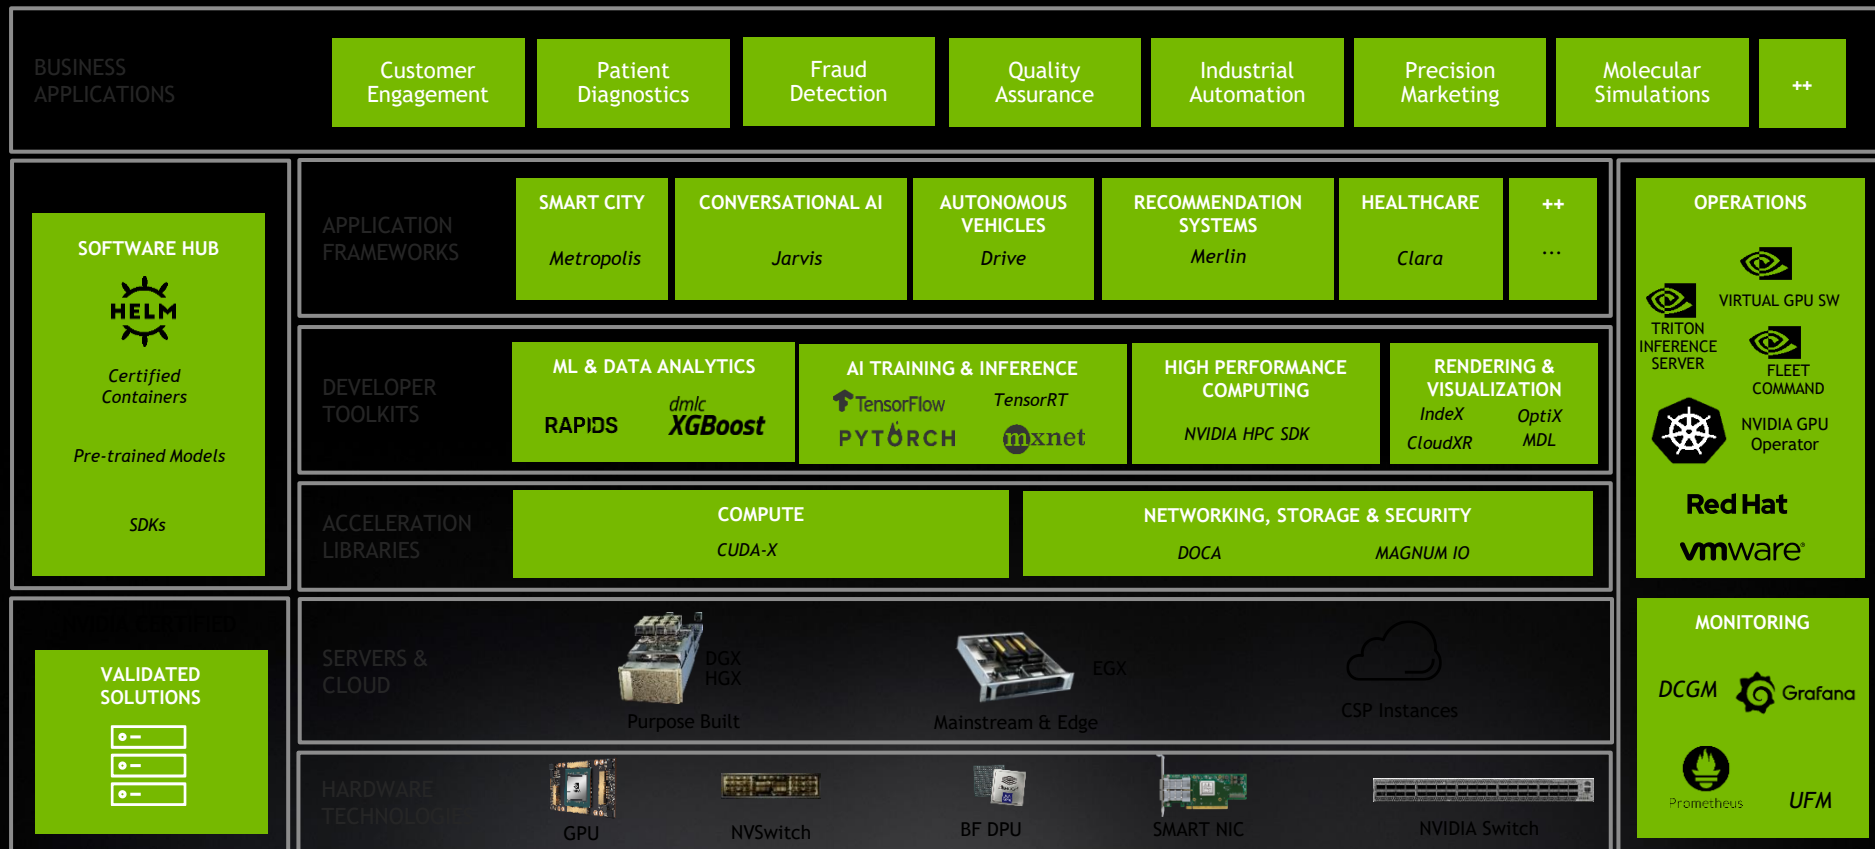 BUSINESS
APPLICATIONS
Customer
Engagement
Patient
Diagnostics
Fraud
Detection
Quality
Assurance
Industrial
Automation
Precision
Marketing
Molecular
Simulations
++
SOFTWARE HUB
HELM
Certified
Containers
Pre-trained Models
SDKs
APPLICATION
FRAMEWORKS
SMART CITY
Metropolis
CONVERSATIONAL AI
Jarvis
AUTONOMOUS
VEHICLES
Drive
RECOMMENDATION
SYSTEMS
Merlin
HEALTHCARE
Clara
++
...
DEVELOPER
TOOLKITS
ML & DATA ANALYTICS
RAPIDS
dmlc
XGBoost
AI TRAINING & INFERENCE
TensorFlow
TensorRT
PYTORCH
mxnet
HIGH PERFORMANCE
COMPUTING
NVIDIA HPC SDK
RENDERING &
VISUALIZATION
IndeX
OptiX
CloudXR
MDL
ACCELERATION
LIBRARIES
COMPUTE
CUDA-X
NETWORKING, STORAGE & SECURITY
DOCA
MAGNUM IO
OPERATIONS
VIRTUAL GPU SW
TRITON
INFERENCE
SERVER
FLEET
COMMAND
NVIDIA GPU
Operator
Red Hat
vmware
NVIDIA CERTIFIED
VALIDATED
SOLUTIONS
SERVERS &
CLOUD
DGX
HGX
Purpose Built
EGX
Mainstream & Edge
CSP Instances
HARDWARE
TECHNOLOGIES
GPU
NVSwitch
BF DPU
SMART NIC
NVIDIA Switch
MONITORING
DCGM
Grafana
Prometheus
UFM